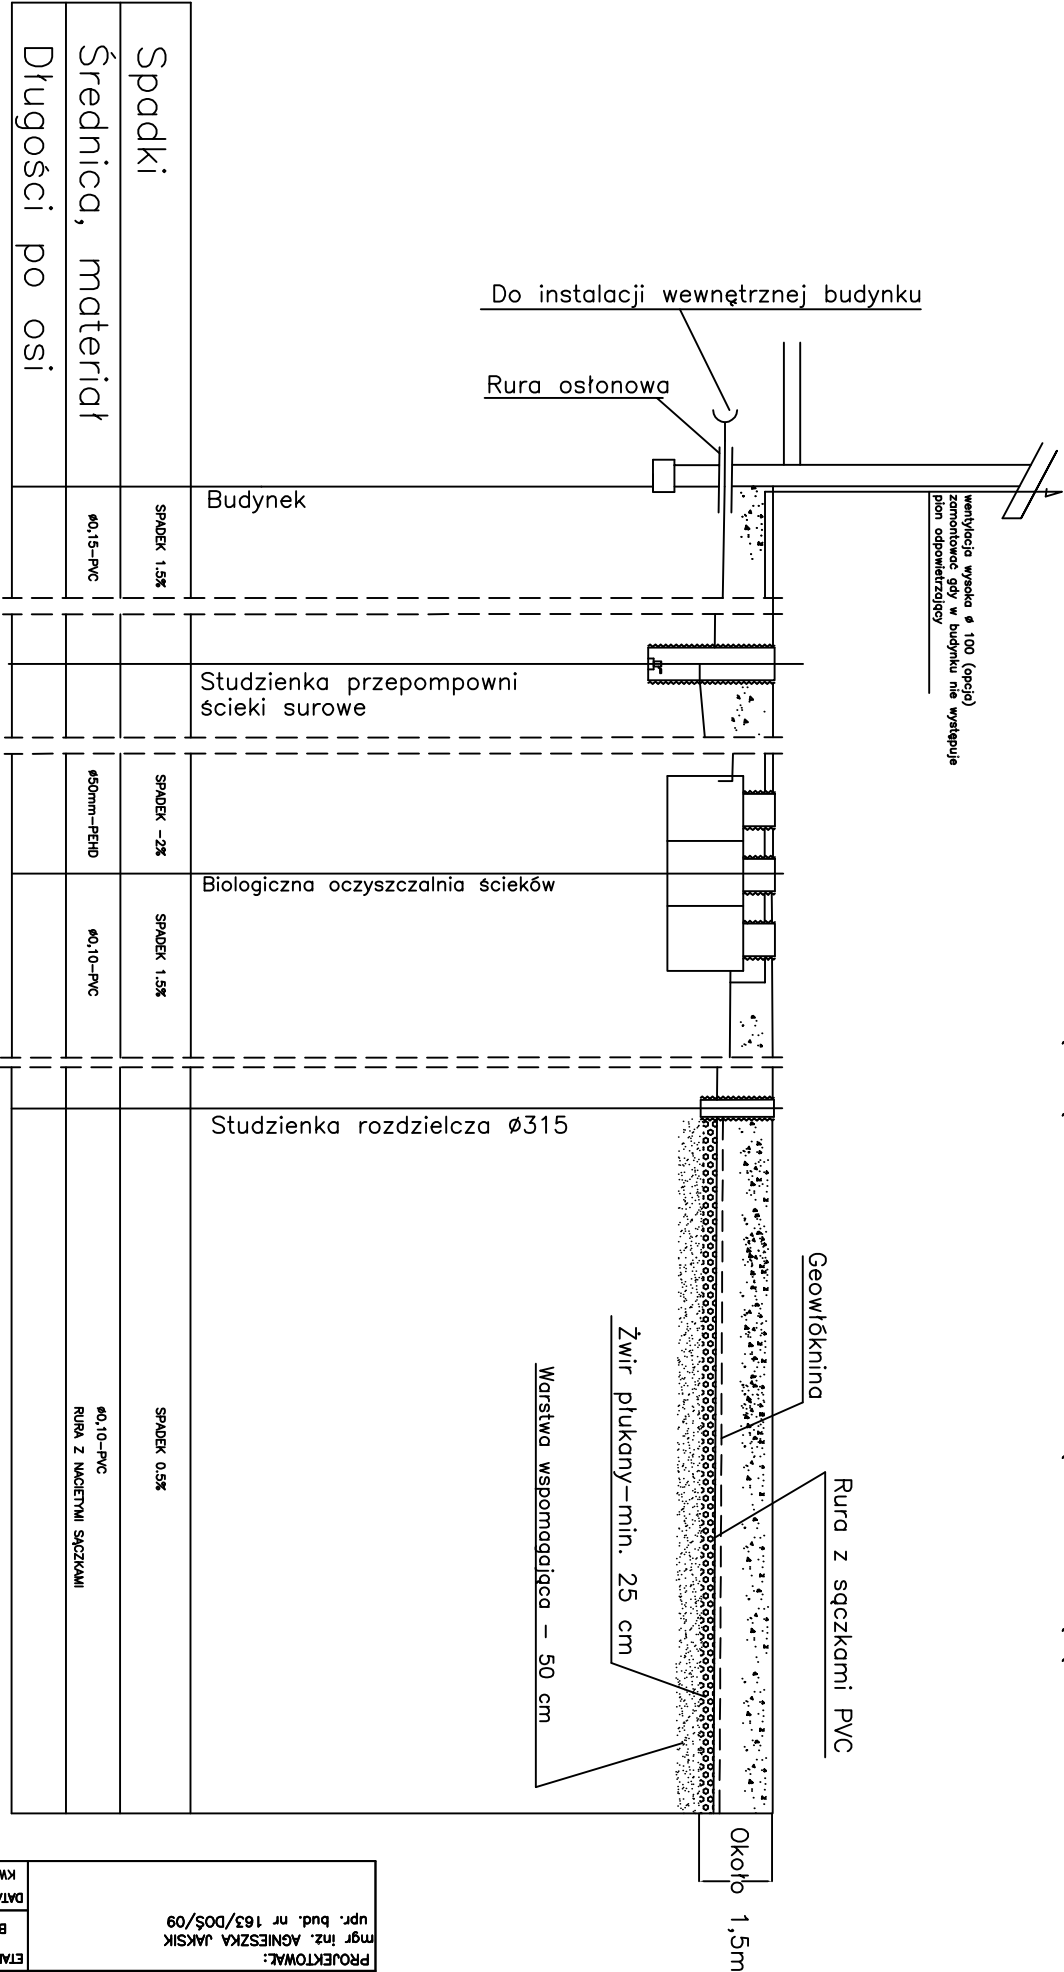 wentylacja wysoka ø 100 (opcja)
zamontować gdy w budynku nie występuje
pion odpowietrzający
Do instalacji wewnętrznej budynku
Rura osłonowa
Budynek
Studzienka przepompowni
ścieki surowe
Biologiczna oczyszczalnia ścieków
Studzienka rozdzielcza ø315
Geowłóknina
Rura z sączkami PVC
Żwir płukany-min. 25 cm
Warstwa wspomagająca - 50 cm
Około 1,5m
Spadki
SPADEK 1.5%
SPADEK -2%
SPADEK 1.5%
SPADEK 0.5%
Średnica, materiał
ø0,15-PVC
ø50mm-PEHD
ø0,10-PVC
ø0,10-PVC
RURA Z NACIETYMI SĄCZKAMI
Długości po osi
PROJEKTOWAŁ:
mgr inż. AGNIESZKA JAKSIK
upr. bud. nr 163/DOŚ/09
ETAP
B
DATA
KW